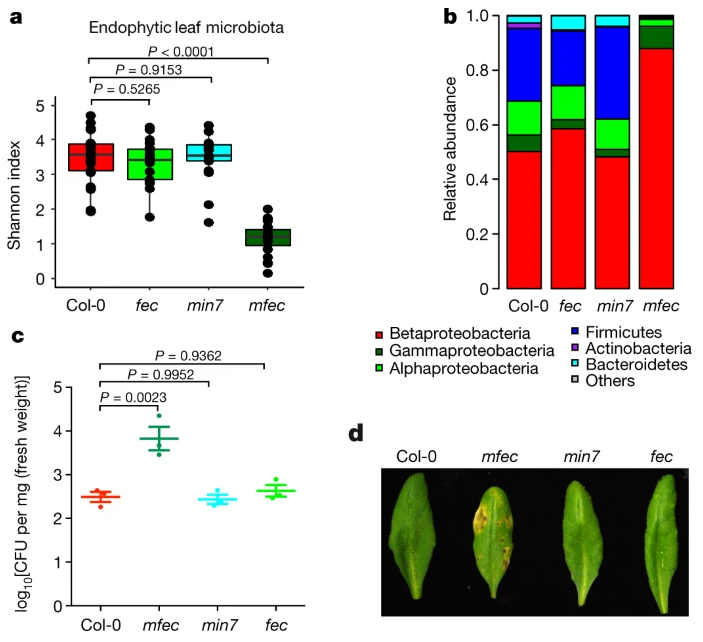 a
Endophytic leaf microbiota
P < 0.0001
P = 0.9153
P = 0.5265
Shannon index
5
4
3
2
1
0
Col-0 fec min7 mfec
b
Relative abundance
1.0
0.8
0.6
0.4
0.2
0
Col-0 fec min7 mfec
Betaproteobacteria
Gammaproteobacteria
Alphaproteobacteria
Firmicutes
Actinobacteria
Bacteroidetes
Others
c
P = 0.9362
P = 0.9952
P = 0.0023
log10[CFU per mg (fresh weight)]
5
4
3
2
1
0
Col-0 mfec min7 fec
d
Col-0 mfec min7 fec